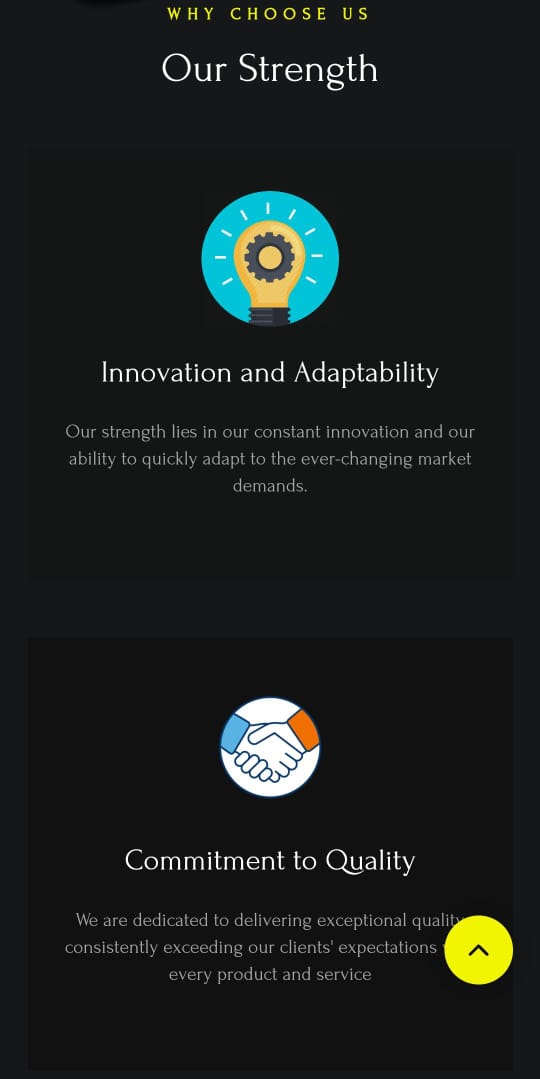 WHY CHOOSE US
Our Strength
Innovation and Adaptability
Our strength lies in our constant innovation and our
ability to quickly adapt to the ever-changing market
demands.
Commitment to Quality
We are dedicated to delivering exceptional quality
consistently exceeding our clients' expectations
every product and service